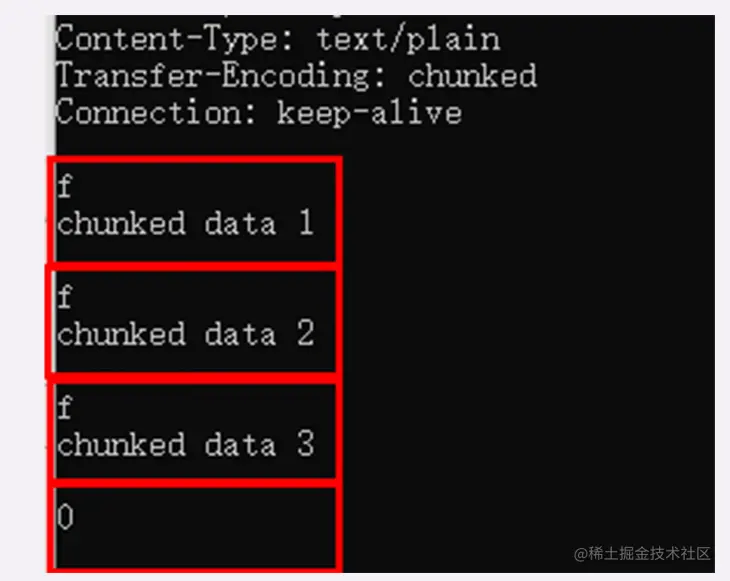 Content-Type: text/plain
Transfer-Encoding: chunked
Connection: keep-alive
f
chunked data 1
f
chunked data 2
f
chunked data 3
0
@稀土掘金技术社区